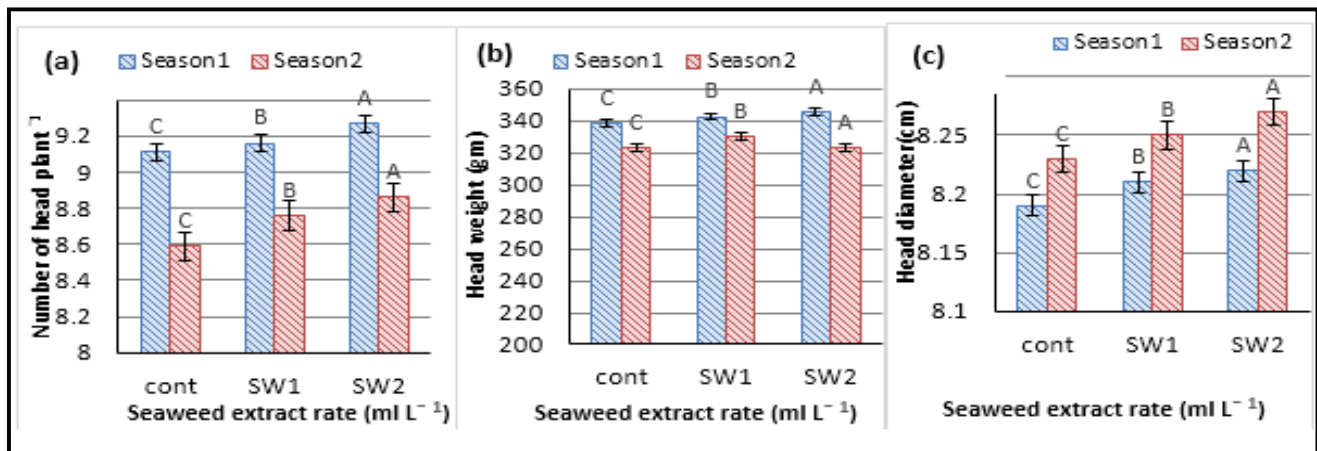 (a)
Season1 Season2
Number of head plant⁻¹
9.2
9
8.8
8.6
8.4
8.2
8
C
C
B
B
A
A
cont SW1 SW2
Seaweed extract rate (ml L⁻ ¹)
(b)
Season1 Season2
Head weight (gm)
360
340
320
300
280
260
240
220
200
C
C
B
B
A
A
cont SW1 SW2
Seaweed extract rate (ml L⁻ ¹)
(c)
Season1 Season2
Head diameter(cm)
8.25
8.2
8.15
8.1
C
C
B
B
A
A
cont SW1 SW2
Seaweed extract rate (ml L⁻ ¹)